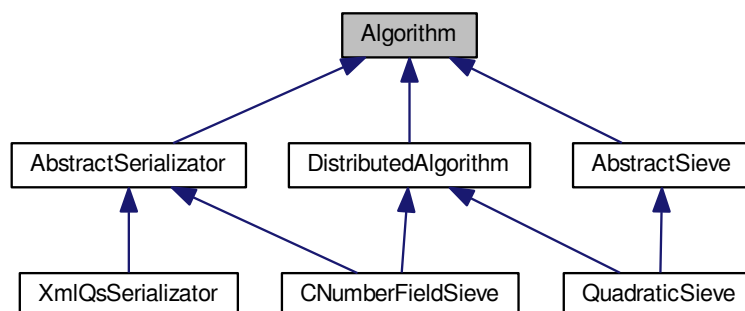 Algorithm
AbstractSerializator DistributedAlgorithm AbstractSieve
XmlQsSerializator CNumberFieldSieve QuadraticSieve